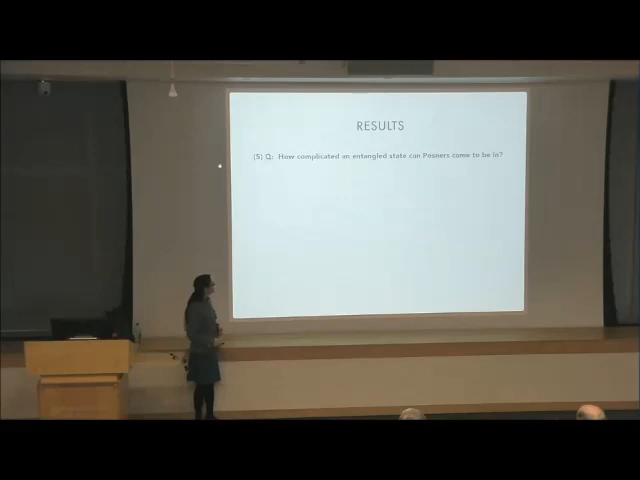 RESULTS
(5) Q: How complicated an entangled state can Posners come to be in?